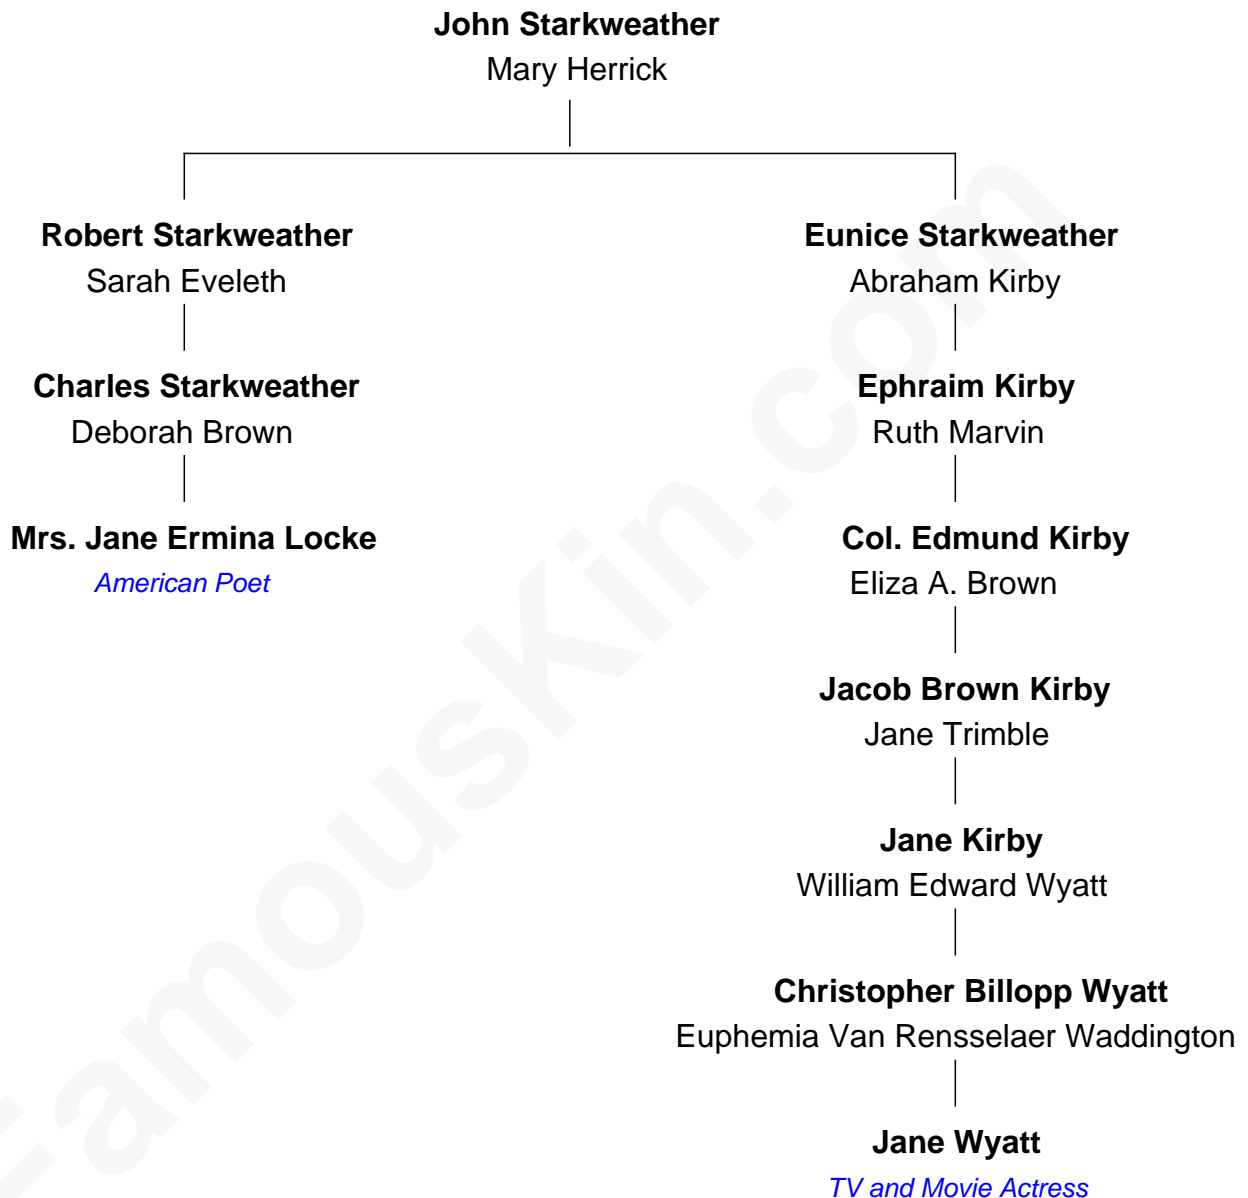 John Starkweather
Mary Herrick
Robert Starkweather
Sarah Eveleth
Eunice Starkweather
Abraham Kirby
Charles Starkweather
Deborah Brown
Ephraim Kirby
Ruth Marvin
Mrs. Jane Ermina Locke
American Poet
Col. Edmund Kirby
Eliza A. Brown
Jacob Brown Kirby
Jane Trimble
Jane Kirby
William Edward Wyatt
Christopher Billopp Wyatt
Euphemia Van Rensselaer Waddington
Jane Wyatt
TV and Movie Actress
FamousKin.com